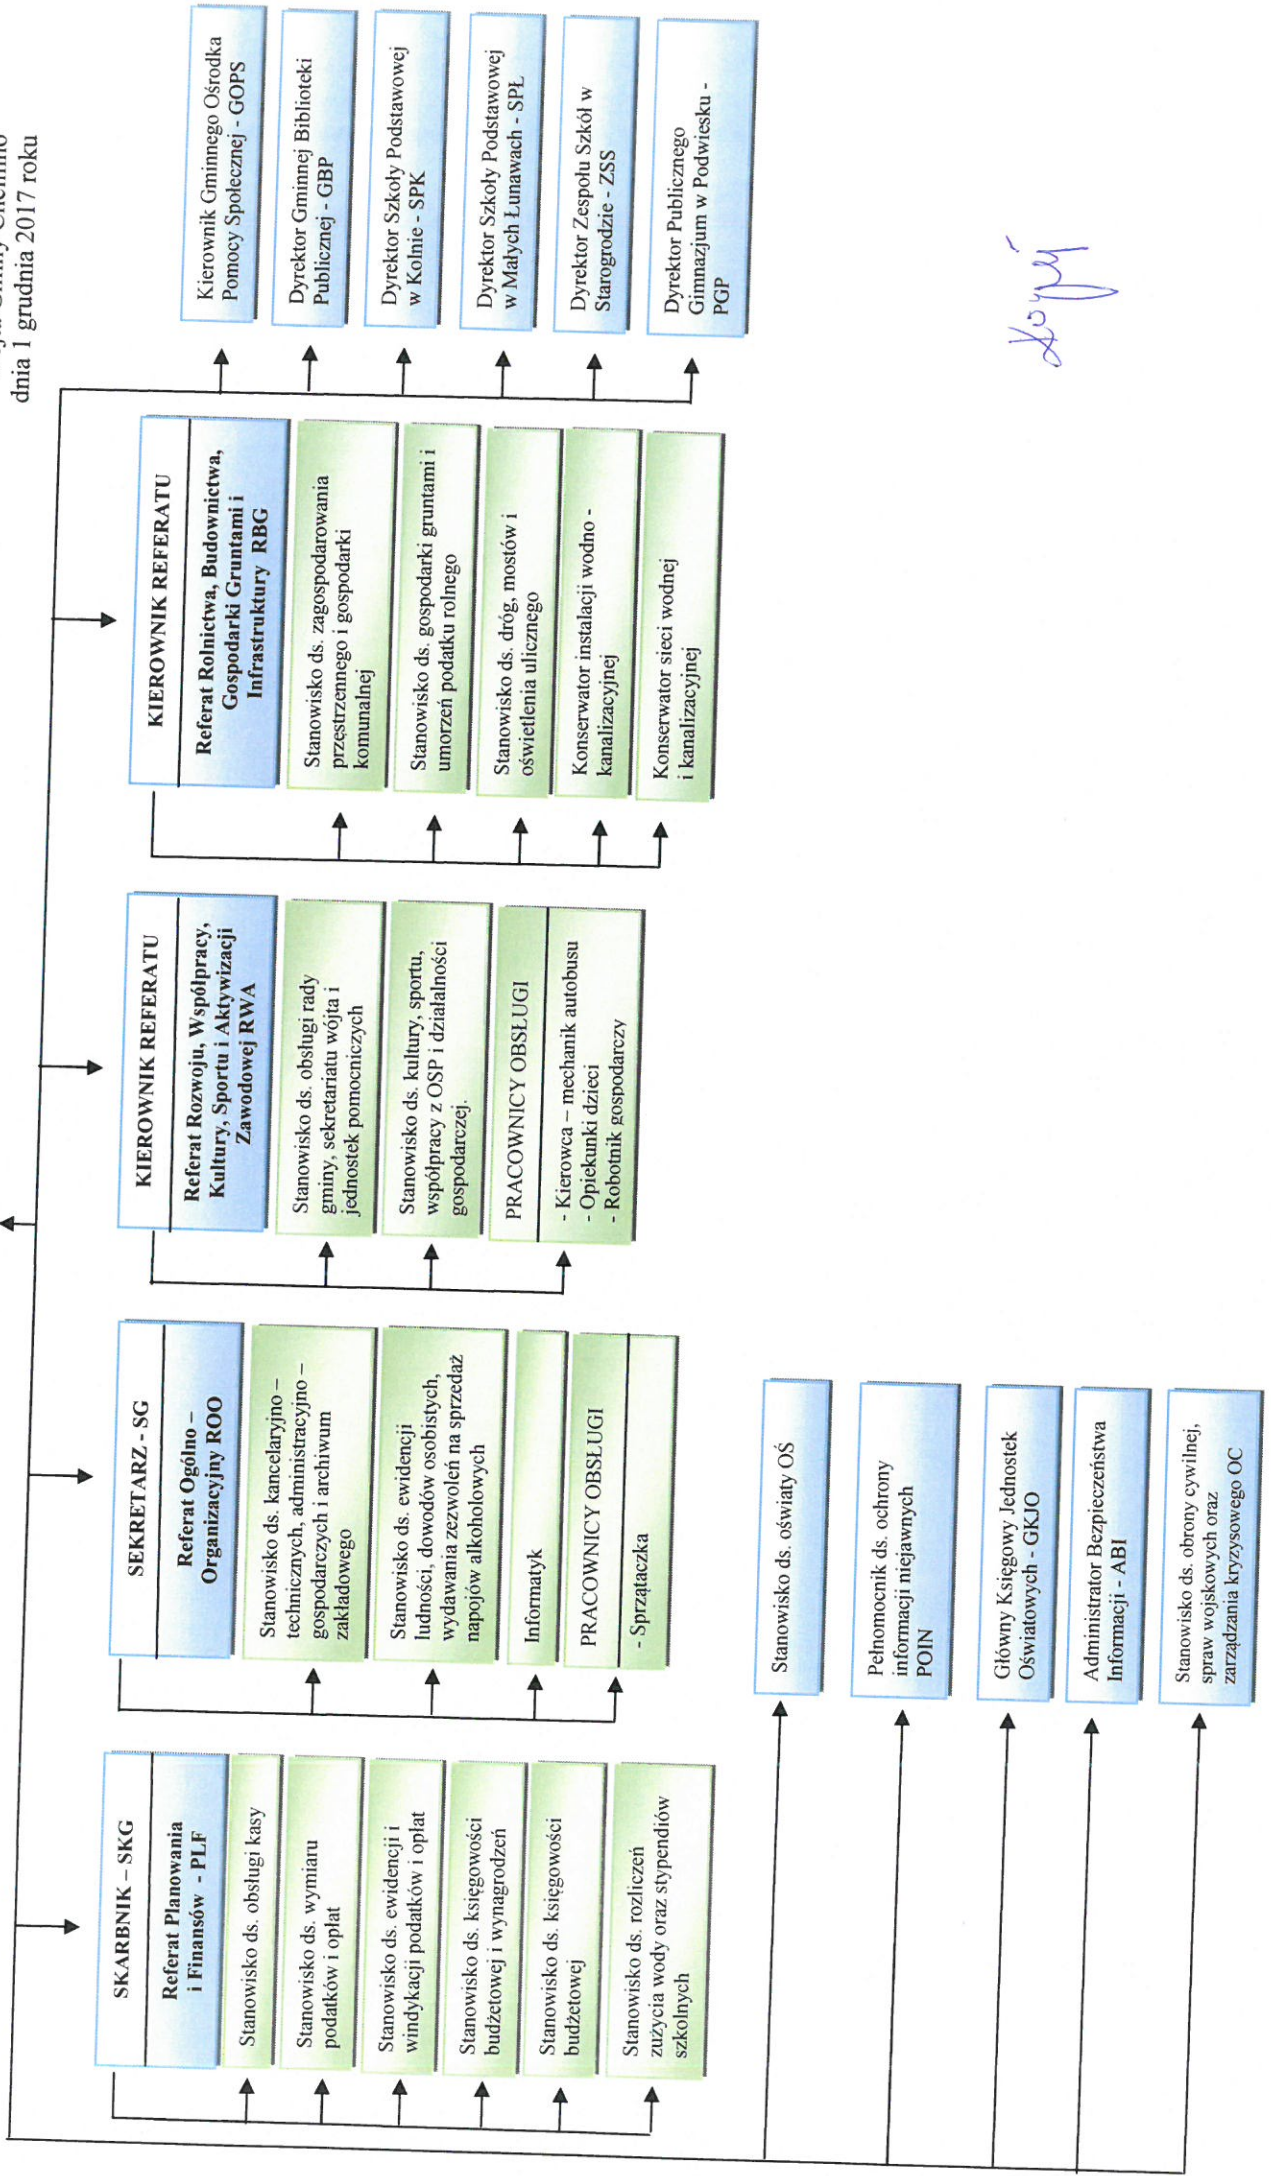 dnia 1 grudnia 2017 roku
SKARBNIK – SKG
Referat Planowania
i Finansów - PLF
Stanowisko ds. obsługi kasy
Stanowisko ds. wymiaru
podatków i opłat
Stanowisko ds. ewidencji i
windykacji podatków i opłat
Stanowisko ds. księgowości
budżetowej i wynagrodzeń
Stanowisko ds. księgowości
budżetowej
Stanowisko ds. rozliczeń
zużycia wody oraz stypendiów
szkolnych
SEKRETARZ - SG
Referat Ogólno –
Organizacyjny ROO
Stanowisko ds. kancelaryjno –
technicznych, administracyjno –
gospodarczych i archiwum
zakładowego
Stanowisko ds. ewidencji
ludności, dowodów osobistych,
wydawania zezwoleń na sprzedaż
napojów alkoholowych
Informatyk
PRACOWNICY OBSŁUGI
- Sprzątaczka
KIEROWNIK REFERATU
Referat Rozwoju, Współpracy,
Kultury, Sportu i Aktywizacji
Zawodowej RWA
Stanowisko ds. obsługi rady
gminy, sekretariatu wójta i
jednostek pomocniczych
Stanowisko ds. kultury, sportu,
współpracy z OSP i działalności
gospodarczej.
PRACOWNICY OBSŁUGI
- Kierowca – mechanik autobusu
- Opiekunki dzieci
- Robotnik gospodarczy
KIEROWNIK REFERATU
Referat Rolnictwa, Budownictwa,
Gospodarki Gruntami i
Infrastruktury RBG
Stanowisko ds. zagospodarowania
przestrzennego i gospodarki
komunalnej
Stanowisko ds. gospodarki gruntami i
umorzeń podatku rolnego
Stanowisko ds. dróg, mostów i
oświetlenia ulicznego
Konserwator instalacji wodno -
kanalizacyjnej
Konserwator sieci wodnej
i kanalizacyjnej
Kierownik Gminnego Ośrodka
Pomocy Społecznej - GOPS
Dyrektor Gminnej Biblioteki
Publicznej - GBP
Dyrektor Szkoły Podstawowej
w Kolnie - SPK
Dyrektor Szkoły Podstawowej
w Małych Łunawach - SPŁ
Dyrektor Zespołu Szkół w
Starogrodzie - ZSS
Dyrektor Publicznego
Gimnazjum w Podwiesku -
PGP
Stanowisko ds. oświaty OŚ
Pełnomocnik ds. ochrony
informacji niejawnych
POIN
Główny Księgowy Jednostek
Oświatowych - GKJO
Administrator Bezpieczeństwa
Informacji - ABI
Stanowisko ds. obrony cywilnej,
spraw wojskowych oraz
zarządzania kryzysowego OC